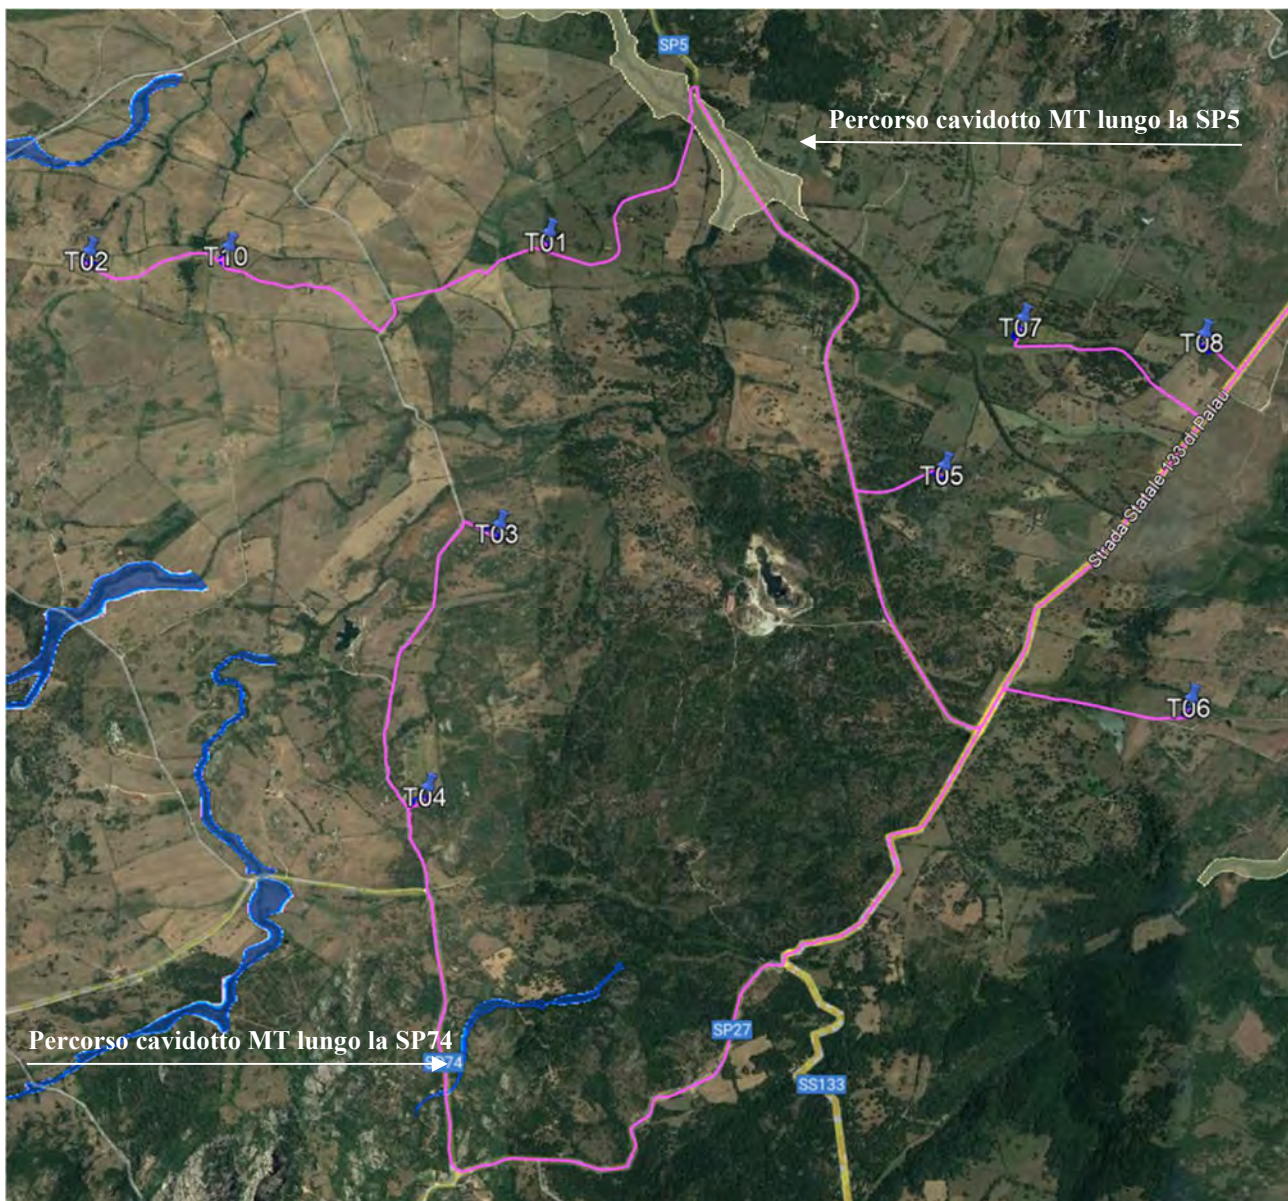 SP5
Percorso cavidotto MT lungo la SP5
T01
T02
T10
T07
T08
Strada Statale 133 di Palau
T05
T03
T06
T04
SP27
Percorso cavidotto MT lungo la SP74
SP74
SS133